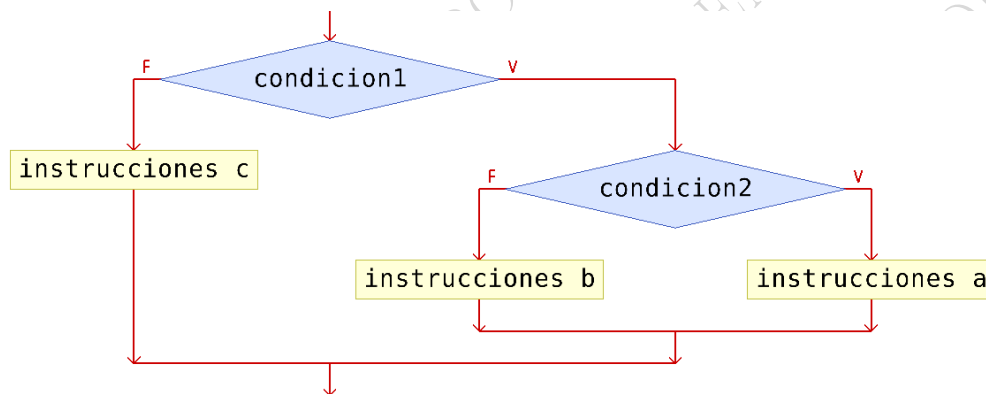 condicion1
F
V
instrucciones c
condicion2
F
V
instrucciones b
instrucciones a